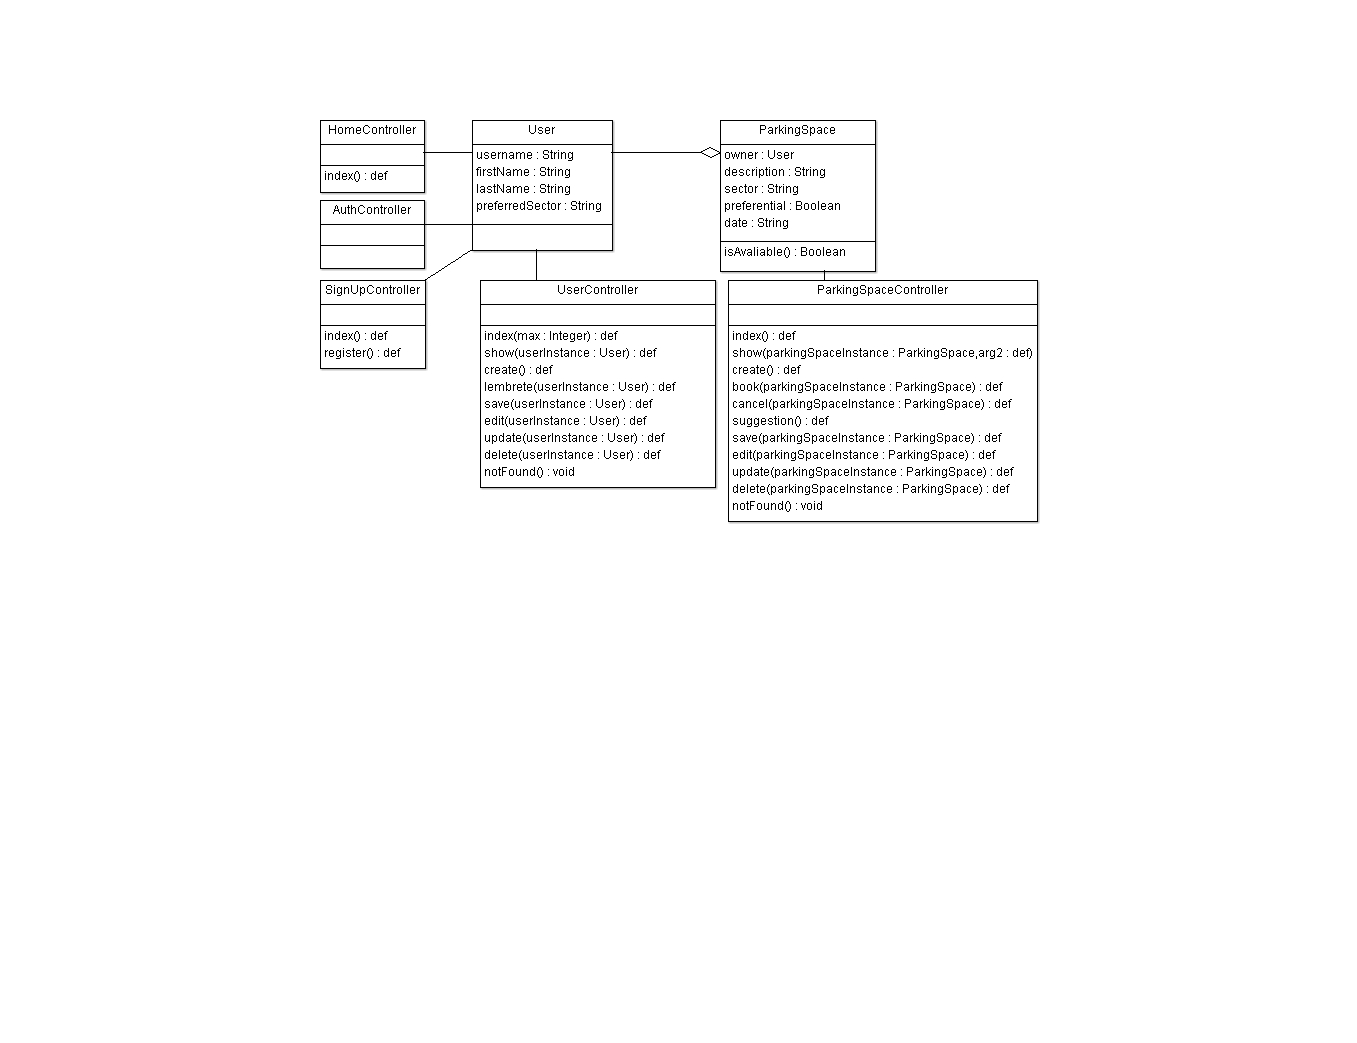 HomeController
index() : def
AuthController
SignUpController
index() : def
register() : def
User
username : String
firstName : String
lastName : String
preferredSector : String
UserController
index(max : Integer) : def
show(userInstance : User) : def
create() : def
lembrete(userInstance : User) : def
save(userInstance : User) : def
edit(userInstance : User) : def
update(userInstance : User) : def
delete(userInstance : User) : def
notFound() : void
ParkingSpace
owner : User
description : String
sector : String
preferential : Boolean
date : String
isAvaliable() : Boolean
ParkingSpaceController
index() : def
show(parkingSpaceInstance : ParkingSpace,arg2 : def)
create() : def
book(parkingSpaceInstance : ParkingSpace) : def
cancel(parkingSpaceInstance : ParkingSpace) : def
suggestion() : def
save(parkingSpaceInstance : ParkingSpace) : def
edit(parkingSpaceInstance : ParkingSpace) : def
update(parkingSpaceInstance : ParkingSpace) : def
delete(parkingSpaceInstance : ParkingSpace) : def
notFound() : void